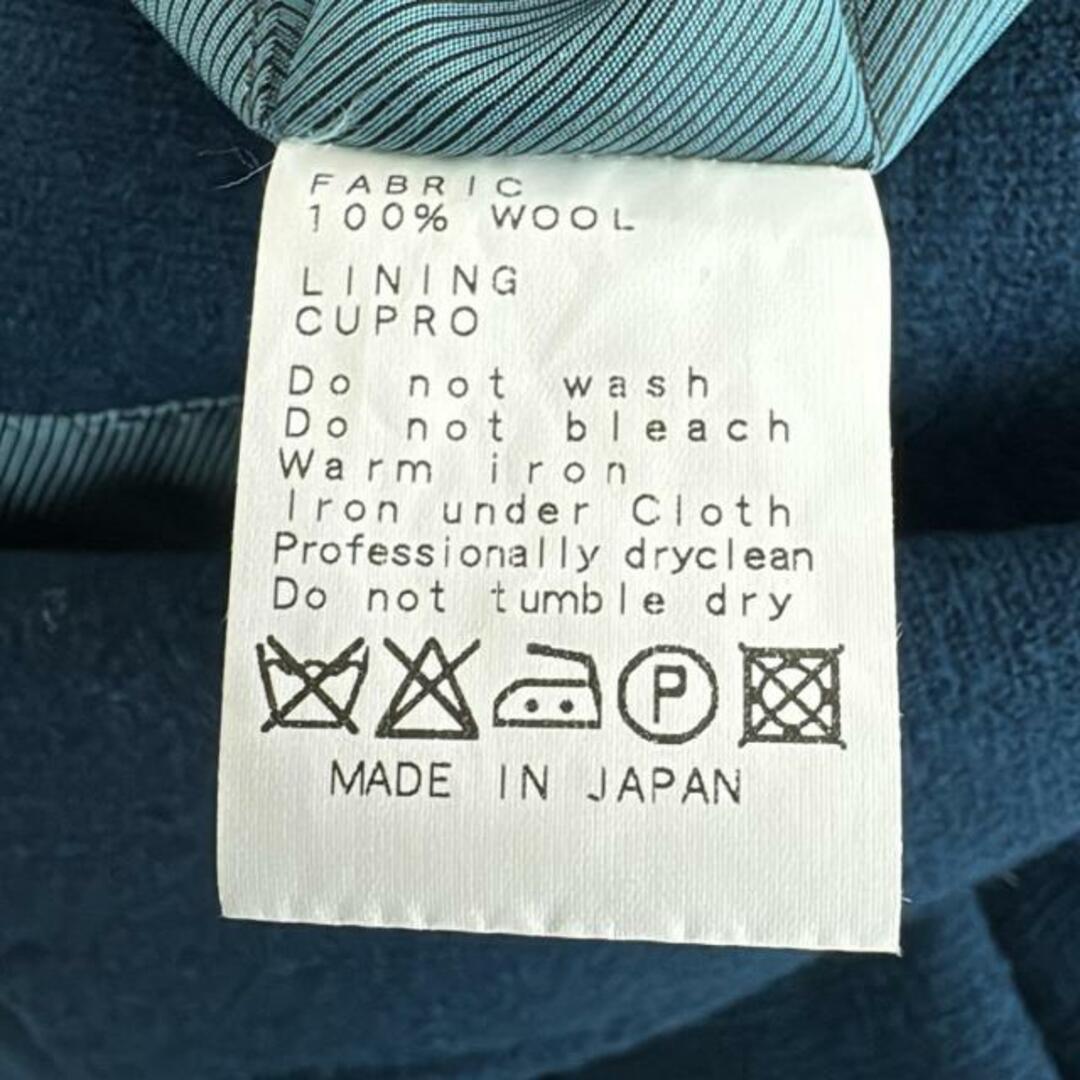 FABRIC
100% WOOL
LINING
CUPRO
Do not wash
Do not bleach
Warm iron
Iron under Cloth
Professionally dryclean
Do not tumble dry
P
MADE IN JAPAN